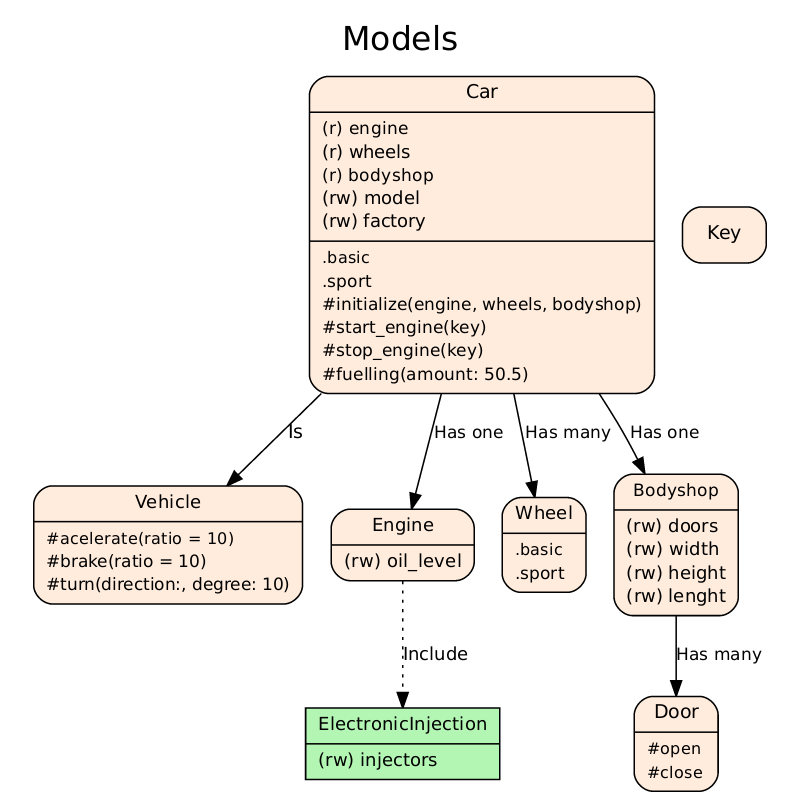 Models
Car
(r) engine
(r) wheels
(r) bodyshop
(rw) model
(rw) factory
.basic
.sport
#initialize(engine, wheels, bodyshop)
#start_engine(key)
#stop_engine(key)
#fuelling(amount: 50.5)
Key
Is
Has one
Has many
Has one
Vehicle
#acelerate(ratio = 10)
#brake(ratio = 10)
#turn(direction:, degree: 10)
Engine
(rw) oil_level
Wheel
.basic
.sport
Bodyshop
(rw) doors
(rw) width
(rw) height
(rw) lenght
Include
Has many
ElectronicInjection
(rw) injectors
Door
#open
#close